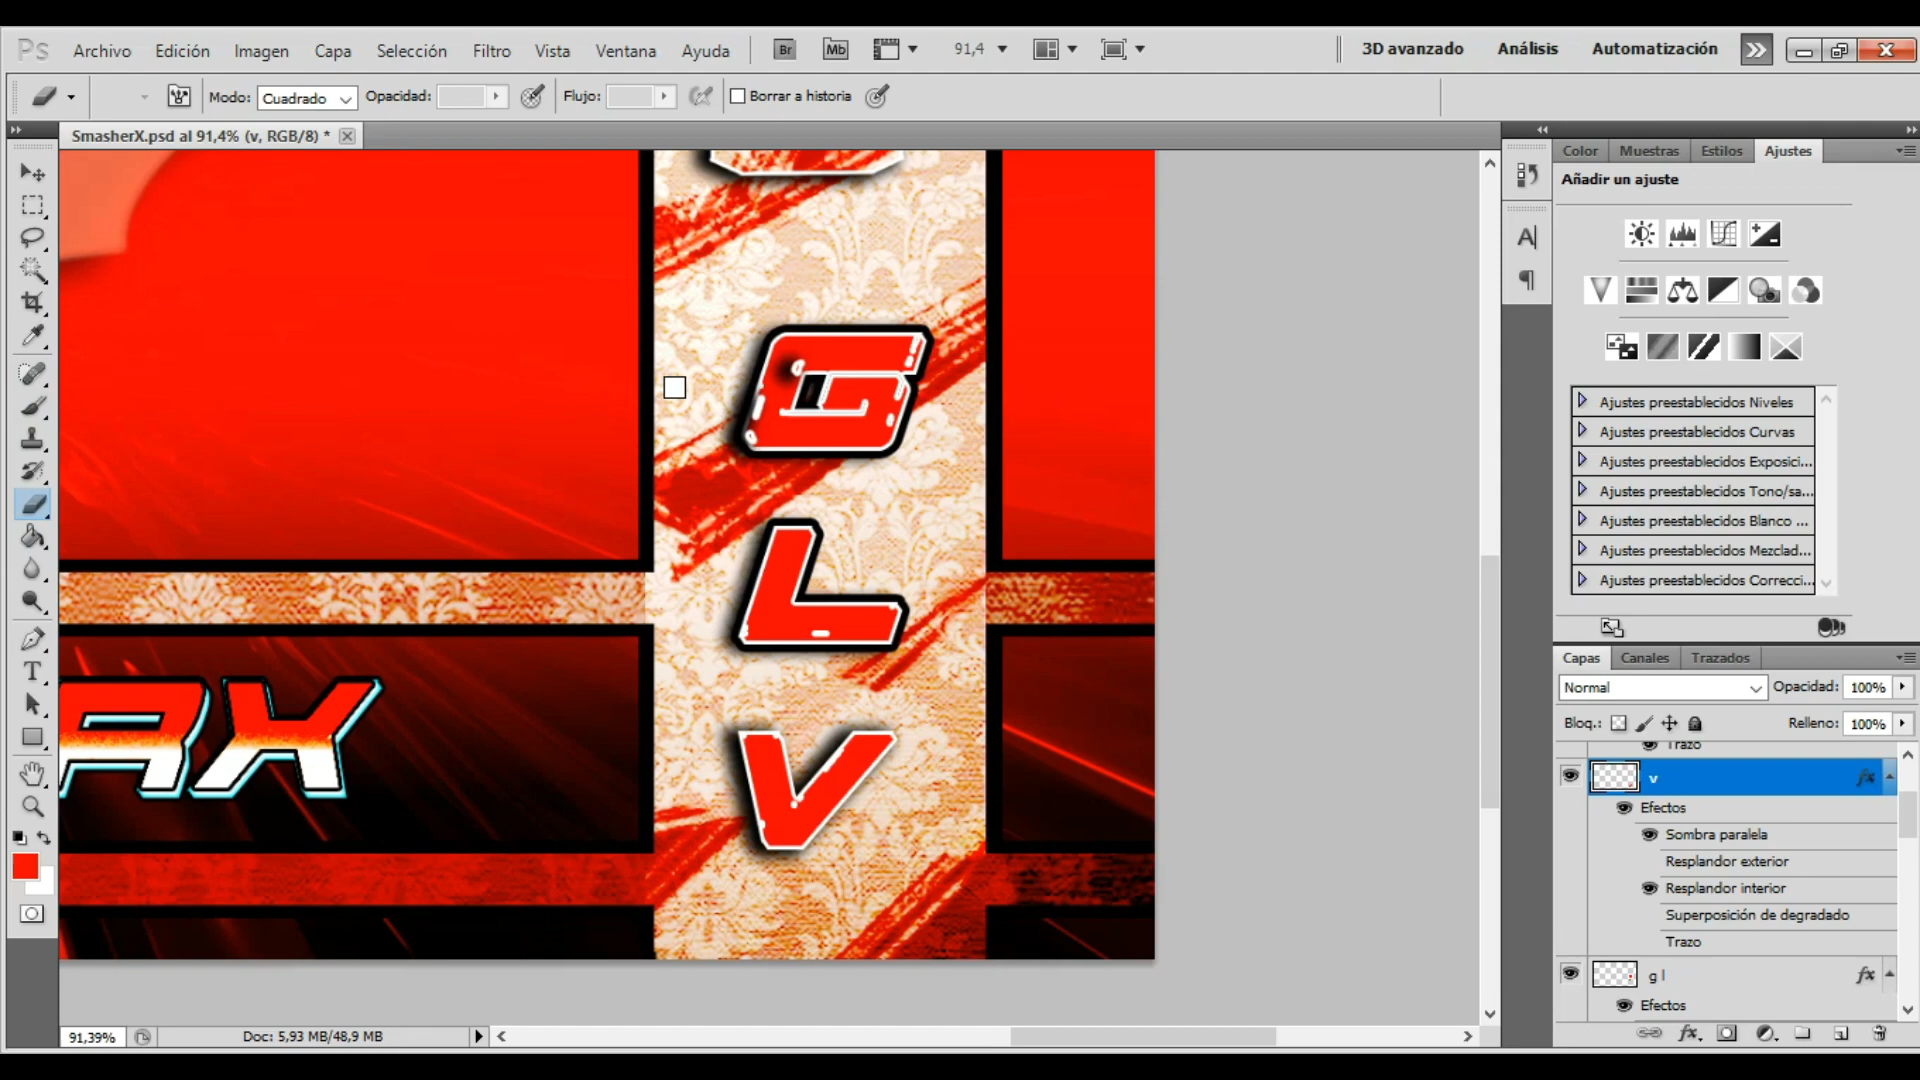 Ps Archivo Edición Imagen Capa Selección Filtro Vista Ventana Ayuda Br Mb 91,4 3D avanzado Análisis Automatización
Modo: Cuadrado Opacidad: Flujo: Borrar a historia
SmasherX.psd al 91,4% (v, RGB/8) *
Color Muestras Estilos Ajustes
Añadir un ajuste
Ajustes preestablecidos Niveles
Ajustes preestablecidos Curvas
Ajustes preestablecidos Exposici...
Ajustes preestablecidos Tono/sa...
Ajustes preestablecidos Blanco ...
Ajustes preestablecidos Mezclad...
Ajustes preestablecidos Correcci...
G
L
V
RX
Capas Canales Trazados
Normal Opacidad: 100%
Bloq.: Relleno: 100%
Trazo
v fx
Efectos
Sombra paralela
Resplandor exterior
Resplandor interior
Superposición de degradado
Trazo
g l fx
Efectos
91,39% Doc: 5,93 MB/48,9 MB